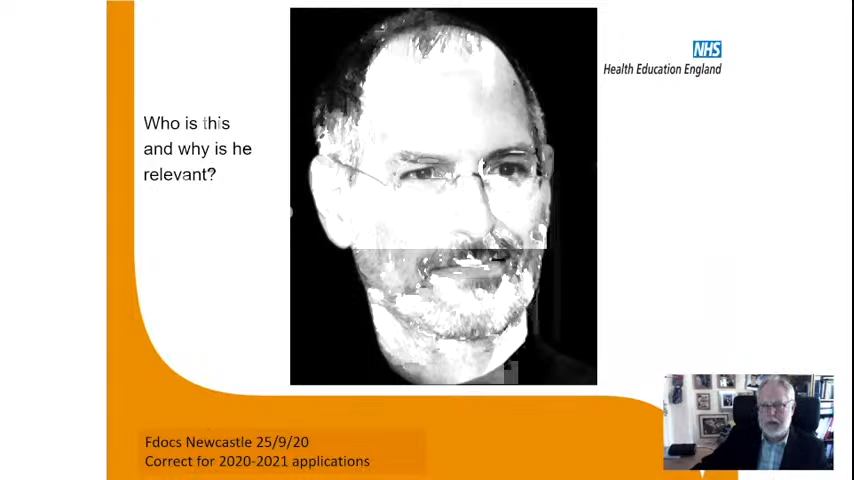 Who is this
and why is he
relevant?
NHS
Health Education England
Fdocs Newcastle 25/9/20
Correct for 2020-2021 applications